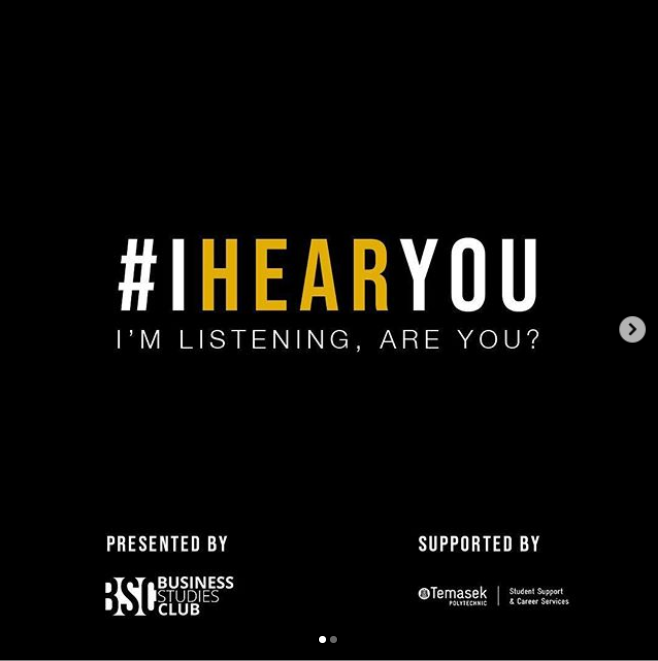 #IHEARYOU
I'M LISTENING, ARE YOU?
PRESENTED BY
BSC BUSINESS
STUDIES
CLUB
SUPPORTED BY
Temasek
POLYTECHNIC
Student Support
& Career Services